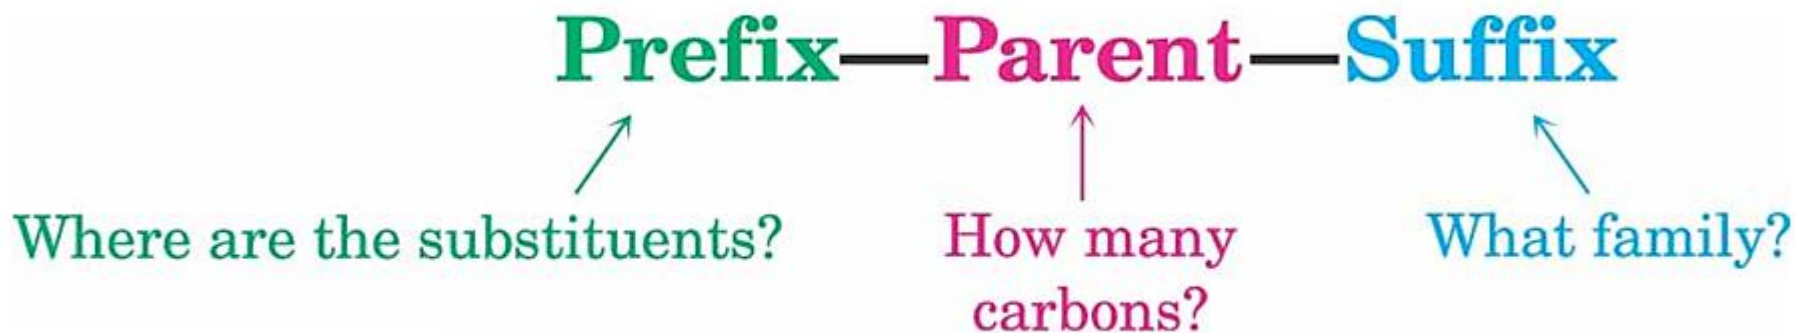 Prefix—Parent—Suffix
Where are the substituents?
How many
carbons?
What family?